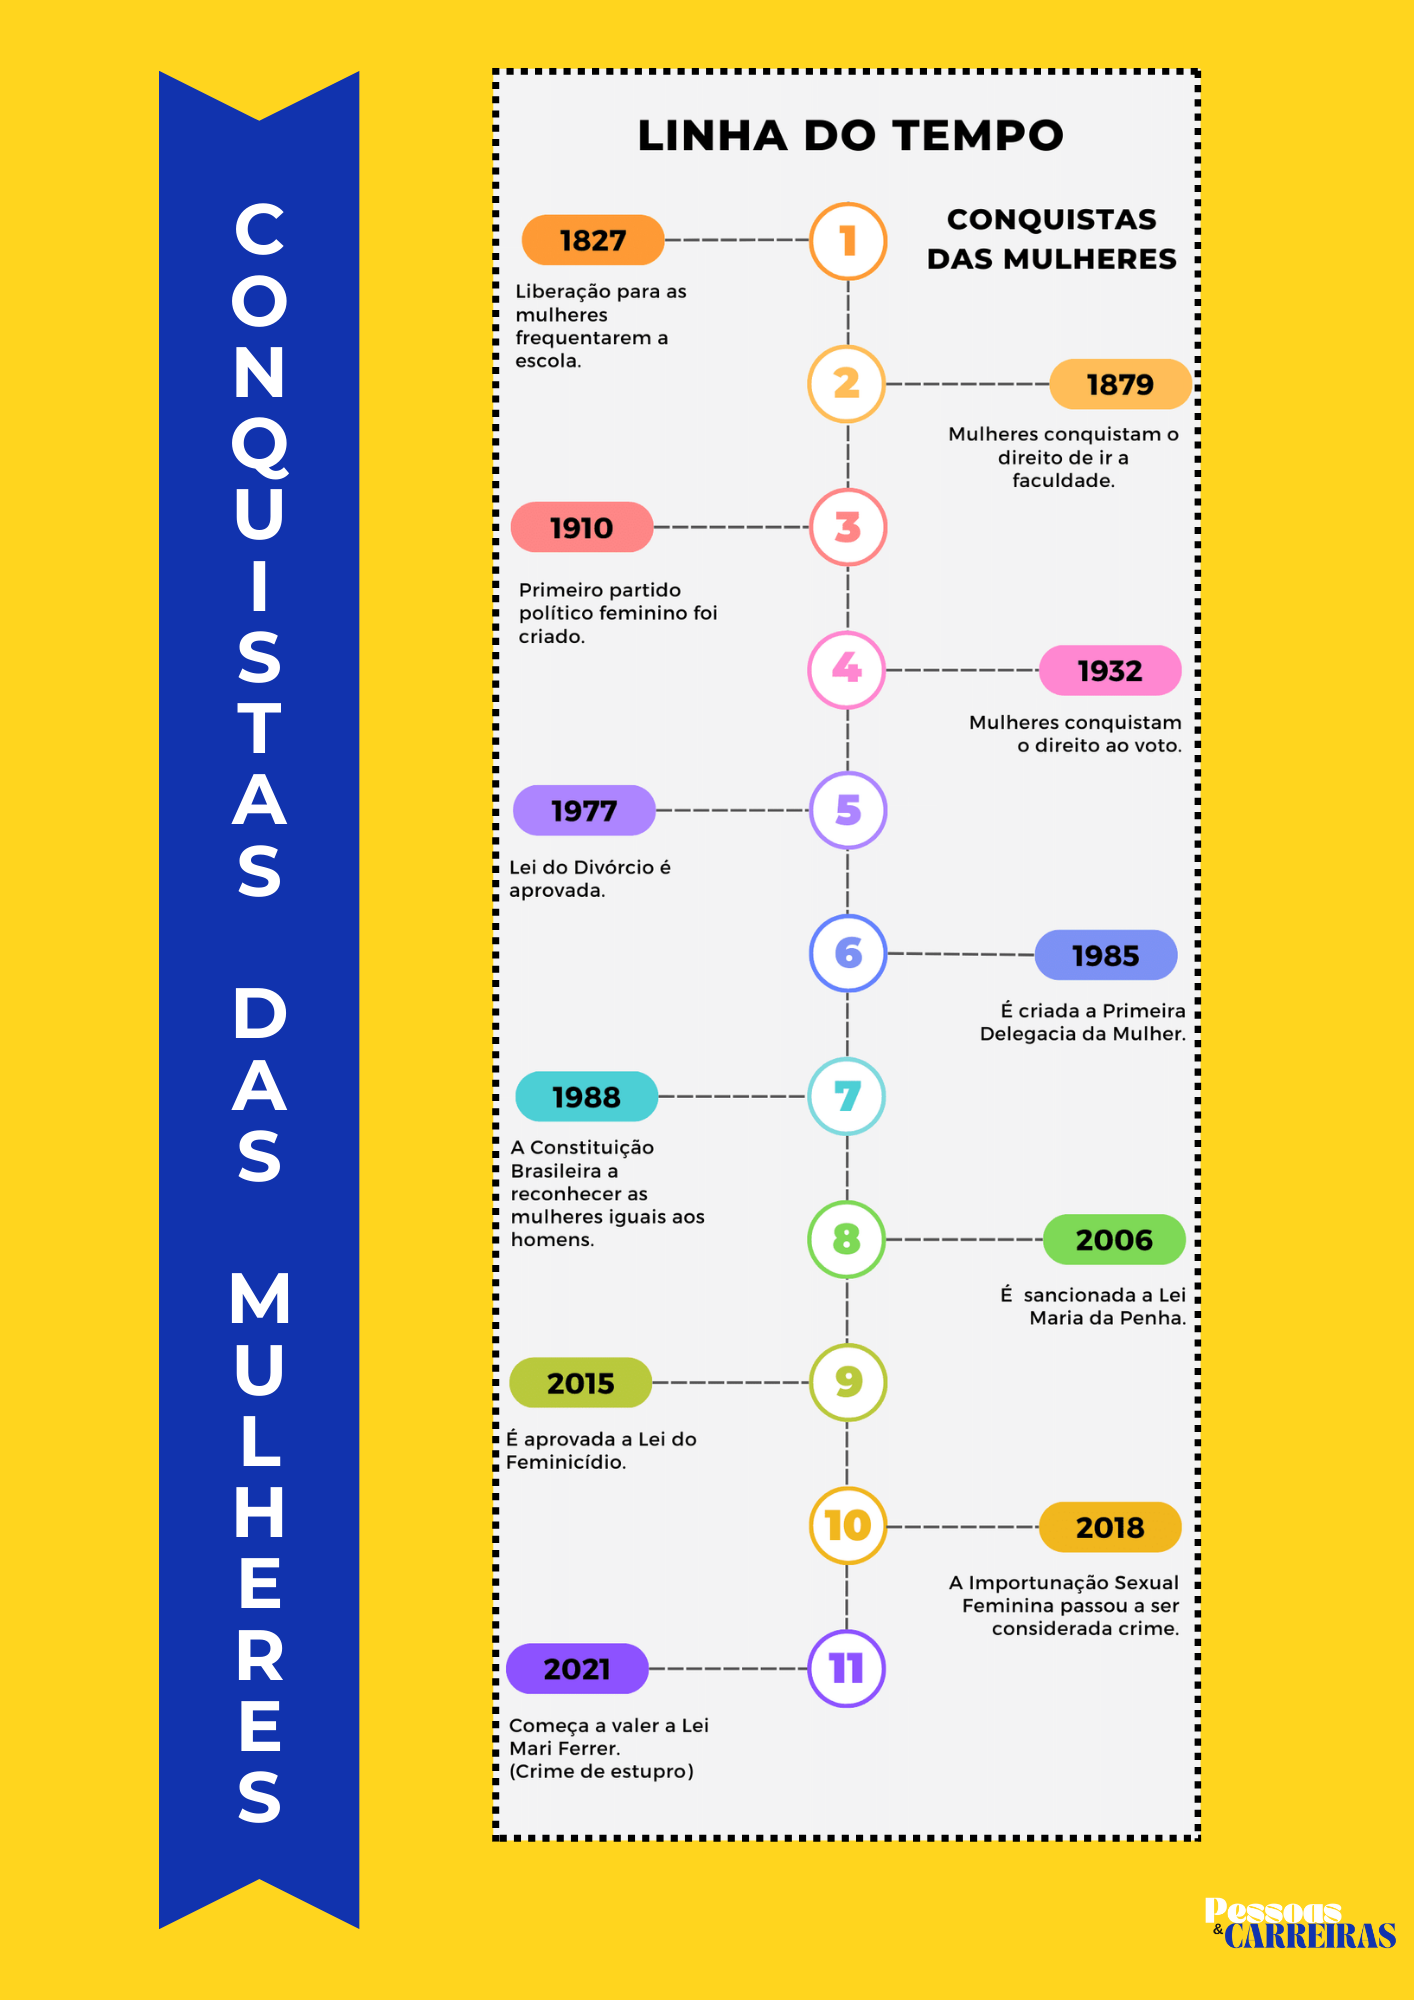 CONQUISTAS DAS MULHERES
LINHA DO TEMPO
CONQUISTAS
DAS MULHERES
1827
1
Liberação para as
mulheres
frequentarem a
escola.
2
1879
Mulheres conquistam o
direito de ir a
faculdade.
1910
3
Primeiro partido
político feminino foi
criado.
4
1932
Mulheres conquistam
o direito ao voto.
1977
5
Lei do Divórcio é
aprovada.
6
1985
É criada a Primeira
Delegacia da Mulher.
1988
7
A Constituição
Brasileira a
reconhecer as
mulheres iguais aos
homens.
8
2006
É sancionada a Lei
Maria da Penha.
2015
9
É aprovada a Lei do
Feminicídio.
10
2018
A Importunação Sexual
Feminina passou a ser
considerada crime.
2021
11
Começa a valer a Lei
Mari Ferrer.
(Crime de estupro)
Pessoas
&CARREIRAS